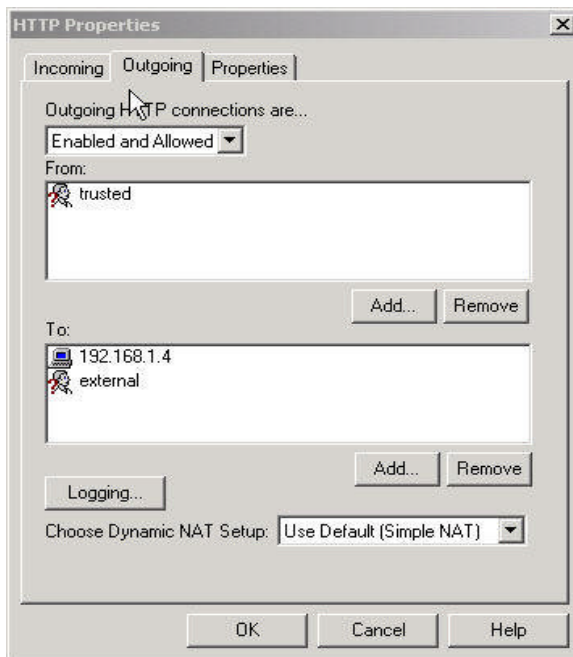 HTTP Properties
Incoming Outgoing Properties
Outgoing HTTP connections are...
Enabled and Allowed
From:
trusted
Add... Remove
To:
192.168.1.4
external
Add... Remove
Logging...
Choose Dynamic NAT Setup: Use Default (Simple NAT)
OK Cancel Help